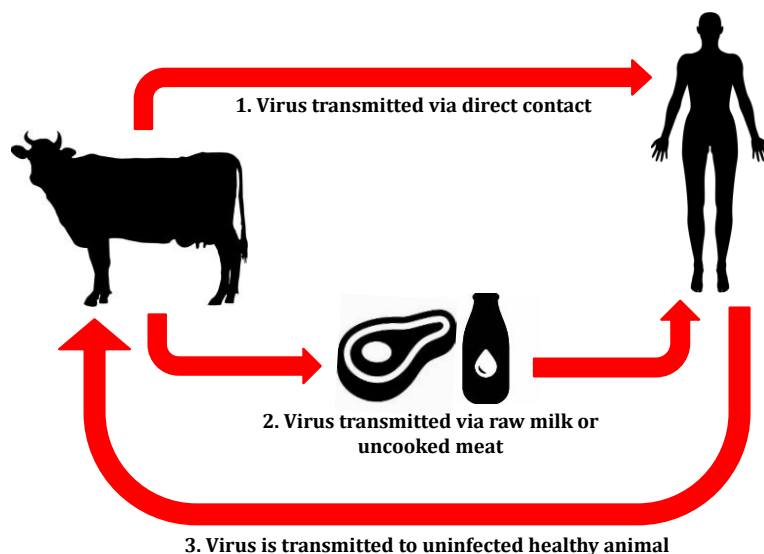 1. Virus transmitted via direct contact
2. Virus transmitted via raw milk or
uncooked meat
3. Virus is transmitted to uninfected healthy animal